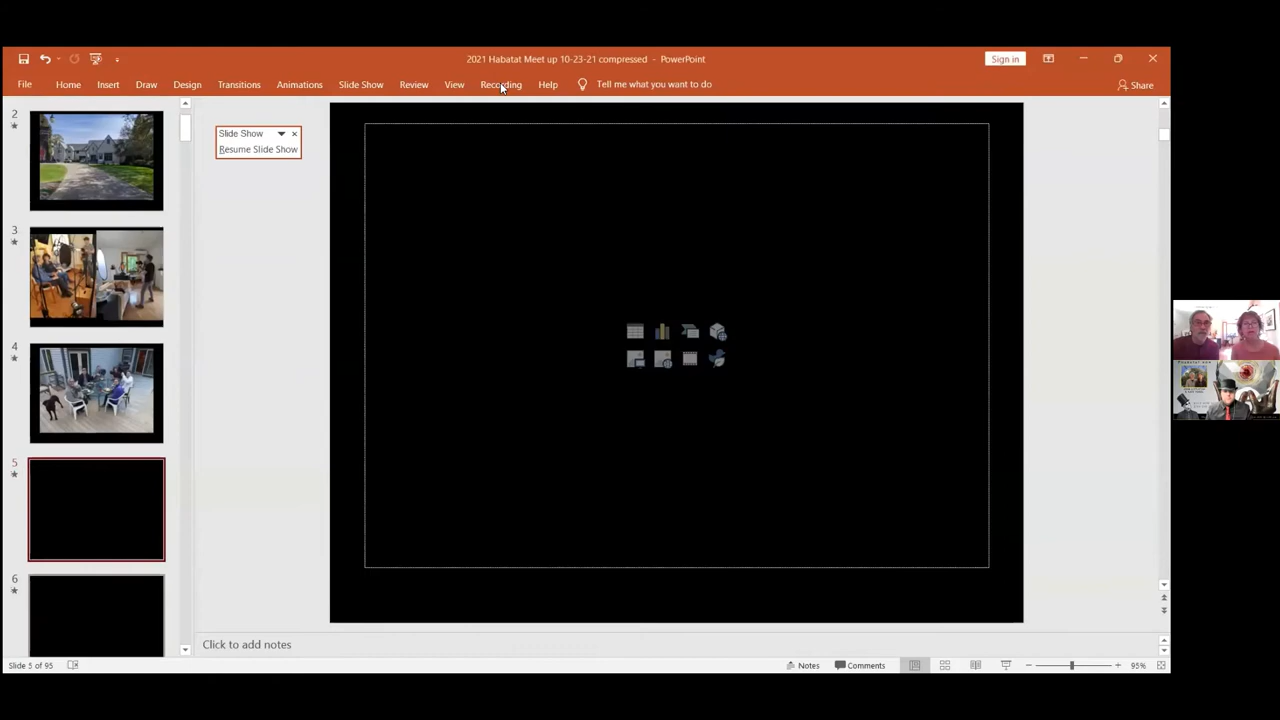 2021 Habatat Meet up 10-23-21 compressed - PowerPoint
Sign in
File Home Insert Draw Design Transitions Animations Slide Show Review View Recording Help Tell me what you want to do Share
2
3
4
5
6
Slide Show
Resume Slide Show
Click to add notes
Slide 5 of 95
Notes Comments 95%